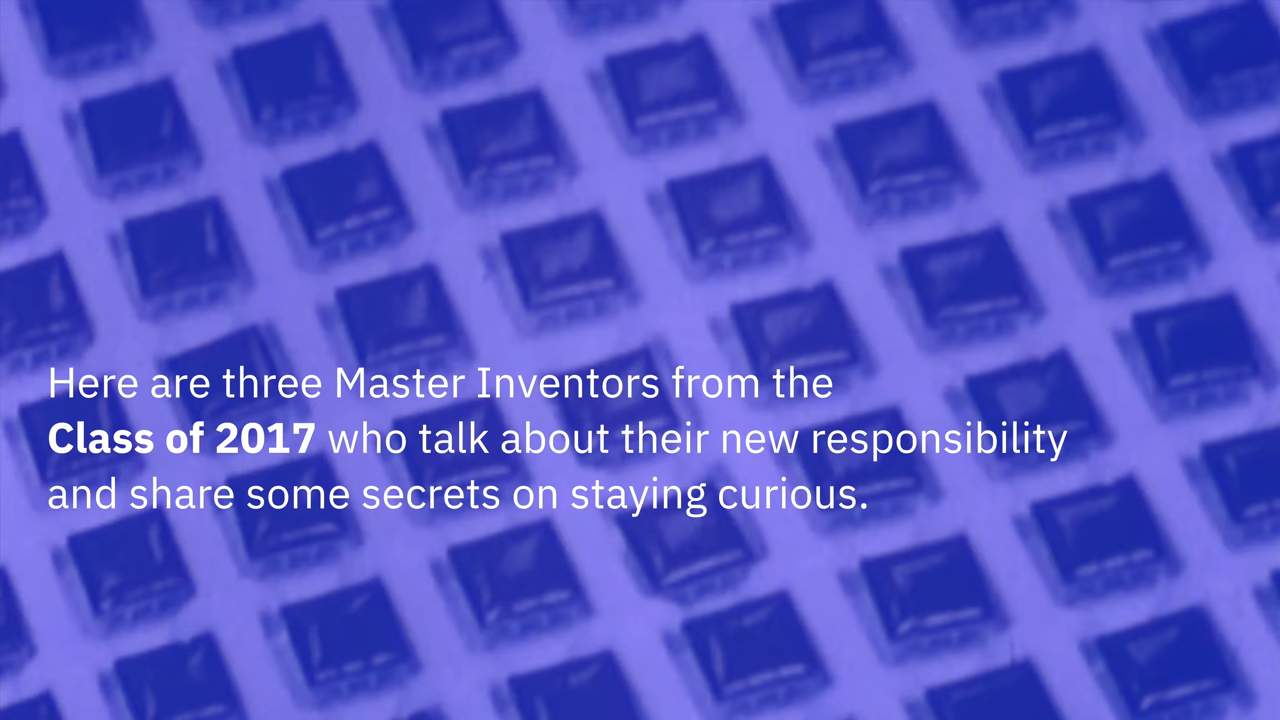 Here are three Master Inventors from the
Class of 2017 who talk about their new responsibility
and share some secrets on staying curious.